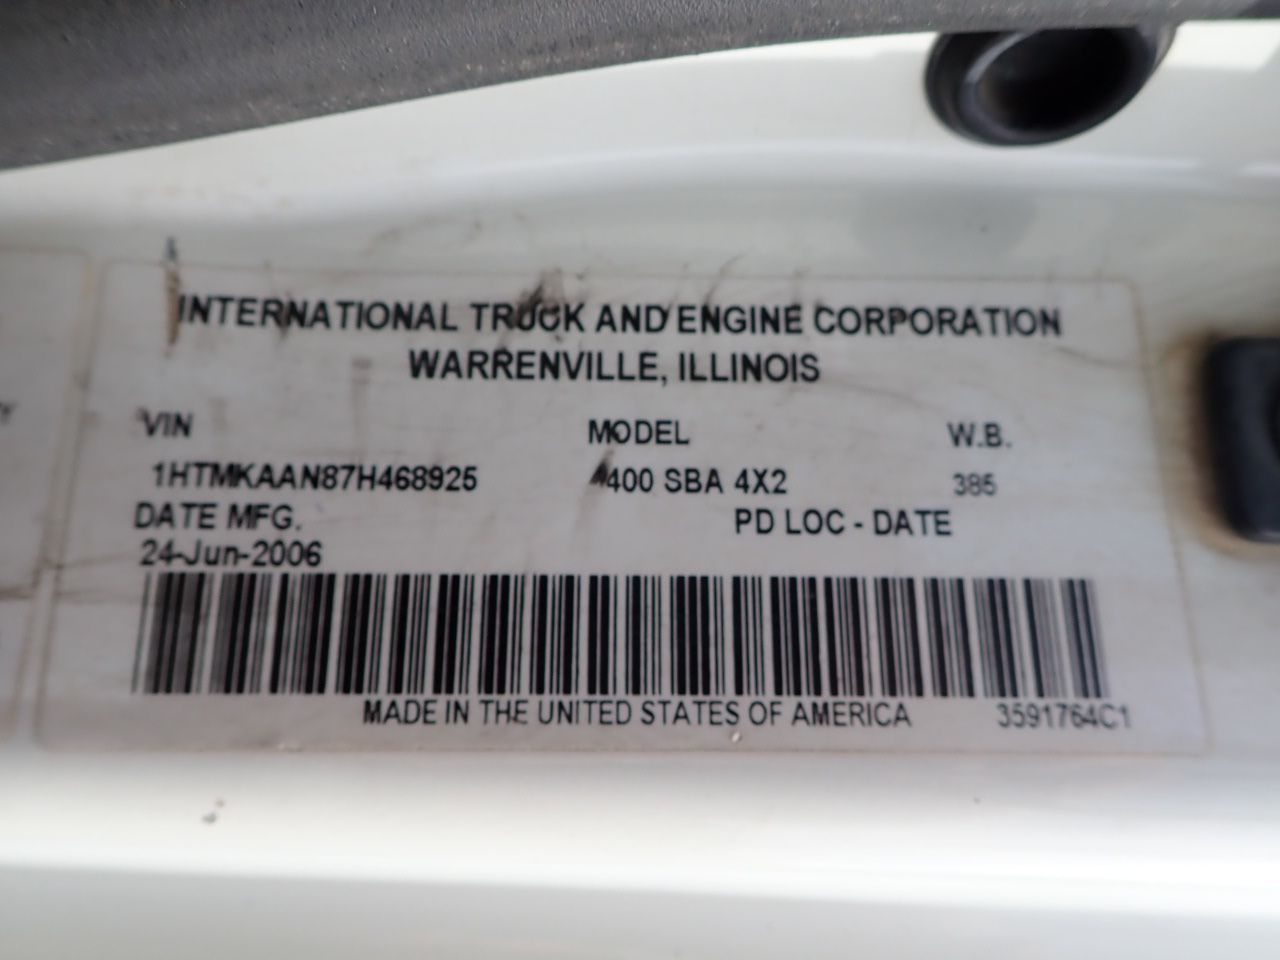 INTERNATIONAL TRUCK AND ENGINE CORPORATION
WARRENVILLE, ILLINOIS
VIN MODEL W.B.
1HTMKAAN87H468925 4400 SBA 4X2 385
DATE MFG. PD LOC - DATE
24-Jun-2006
MADE IN THE UNITED STATES OF AMERICA 3591764C1